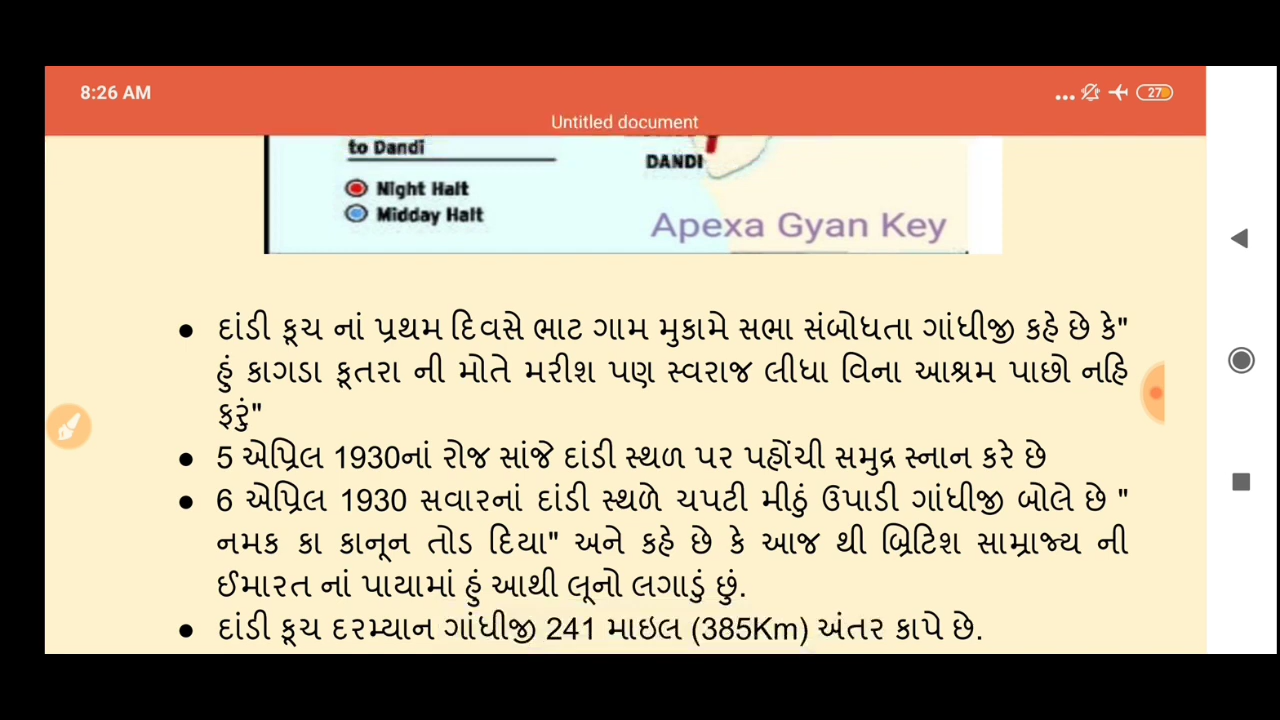 8:26 AM
27
Untitled document
to Dandi
DANDI
Night Halt
Midday Halt
Apexa Gyan Key
● દાંડી કૂચ નાં પ્રથમ દિવસે ભાટ ગામ મુકામે સભા સંબોધતા ગાંધીજી કહે છે કે"
હું કાગડા કૂતરા ની મોતે મરીશ પણ સ્વરાજ લીધા વિના આશ્રમ પાછો નહિ
ફરું"
● 5 એપ્રિલ 1930નાં રોજ સાંજે દાંડી સ્થળ પર પહોંચી સમુદ્ર સ્નાન કરે છે
● 6 એપ્રિલ 1930 સવારનાં દાંડી સ્થળે ચપટી મીઠું ઉપાડી ગાંધીજી બોલે છે "
નમક કા કાનૂન તોડ દિયા" અને કહે છે કે આજ થી બ્રિટિશ સામ્રાજ્ય ની
ઈમારત નાં પાયામાં હું આથી લૂનો લગાડું છું.
● દાંડી કૂચ દરમ્યાન ગાંધીજી 241 માઇલ (385Km) અંતર કાપે છે.